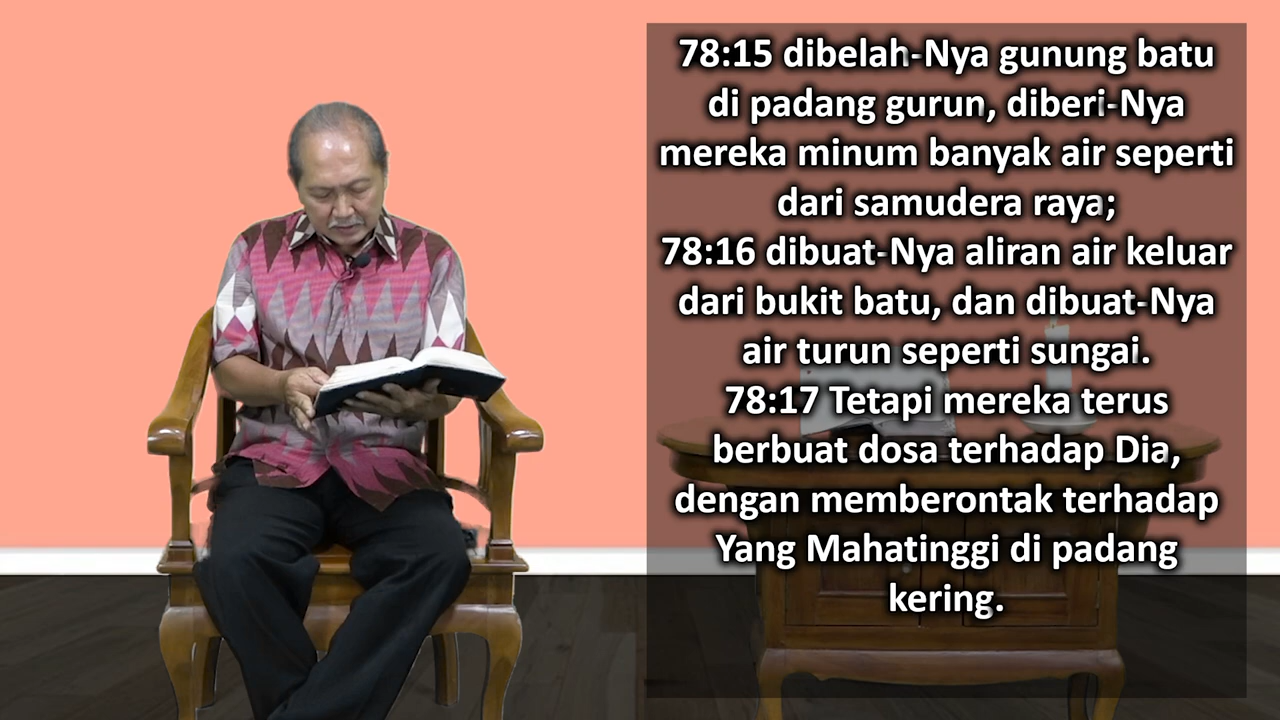 78:15 dibelah-Nya gunung batu
di padang gurun, diberi-Nya
mereka minum banyak air seperti
dari samudera raya;
78:16 dibuat-Nya aliran air keluar
dari bukit batu, dan dibuat-Nya
air turun seperti sungai.
78:17 Tetapi mereka terus
berbuat dosa terhadap Dia,
dengan memberontak terhadap
Yang Mahatinggi di padang
kering.